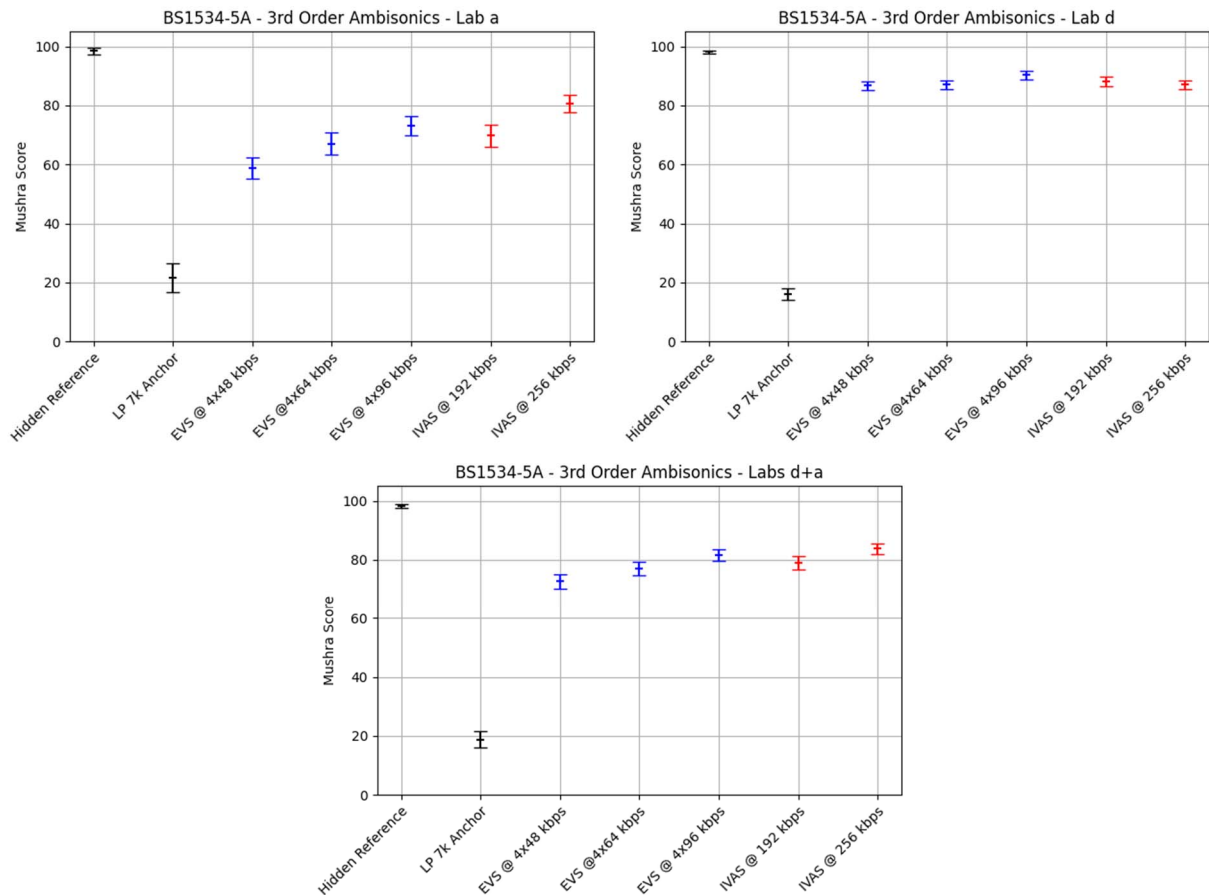 BS1534-5A - 3rd Order Ambisonics - Lab a
Mushra Score
100
80
60
40
20
0
Hidden Reference
LP 7k Anchor
EVS @ 4x48 kbps
EVS @4x64 kbps
EVS @ 4x96 kbps
IVAS @ 192 kbps
IVAS @ 256 kbps
BS1534-5A - 3rd Order Ambisonics - Lab d
Mushra Score
100
80
60
40
20
0
Hidden Reference
LP 7k Anchor
EVS @ 4x48 kbps
EVS @4x64 kbps
EVS @ 4x96 kbps
IVAS @ 192 kbps
IVAS @ 256 kbps
BS1534-5A - 3rd Order Ambisonics - Labs d+a
Mushra Score
100
80
60
40
20
0
Hidden Reference
LP 7k Anchor
EVS @ 4x48 kbps
EVS @4x64 kbps
EVS @ 4x96 kbps
IVAS @ 192 kbps
IVAS @ 256 kbps